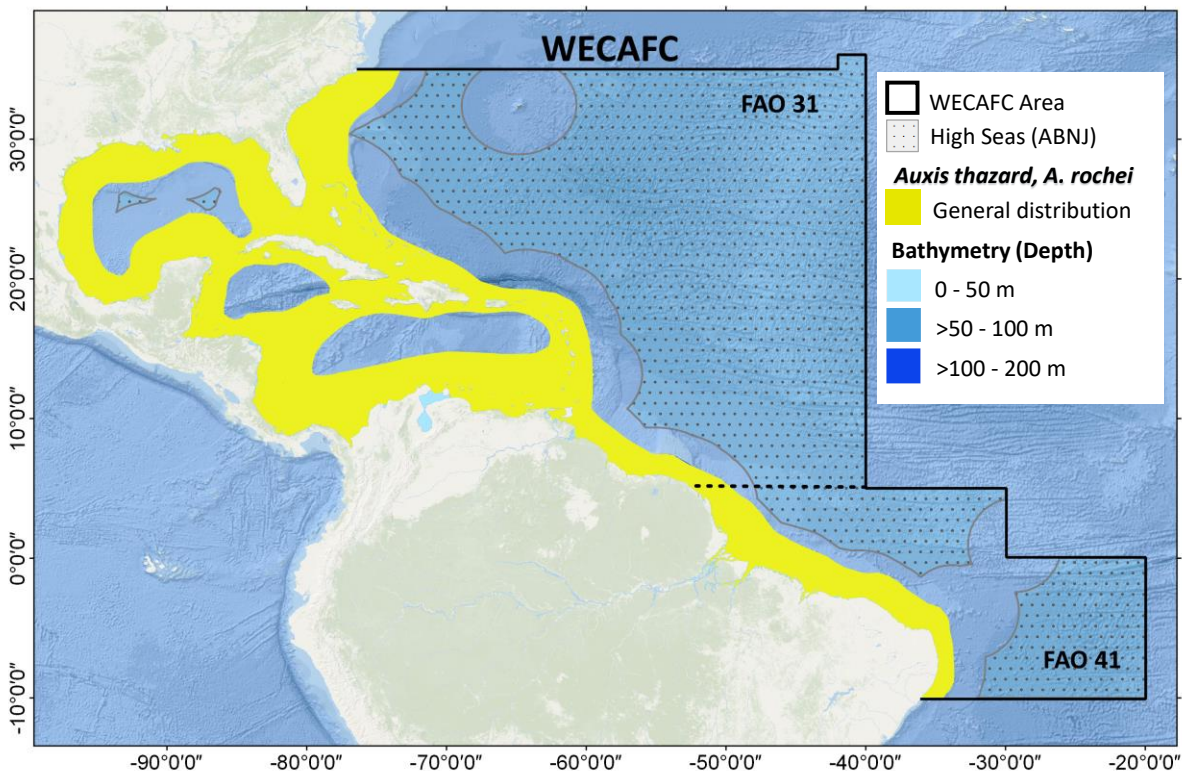 WECAFC
FAO 31
WECAFC Area
High Seas (ABNJ)
Auxis thazard, A. rochei
General distribution
Bathymetry (Depth)
0 - 50 m
>50 - 100 m
>100 - 200 m
FAO 41
30°0'0"
20°0'0"
10°0'0"
0°0'0"
-10°0'0"
-90°0'0"
-80°0'0"
-70°0'0"
-60°0'0"
-50°0'0"
-40°0'0"
-30°0'0"
-20°0'0"